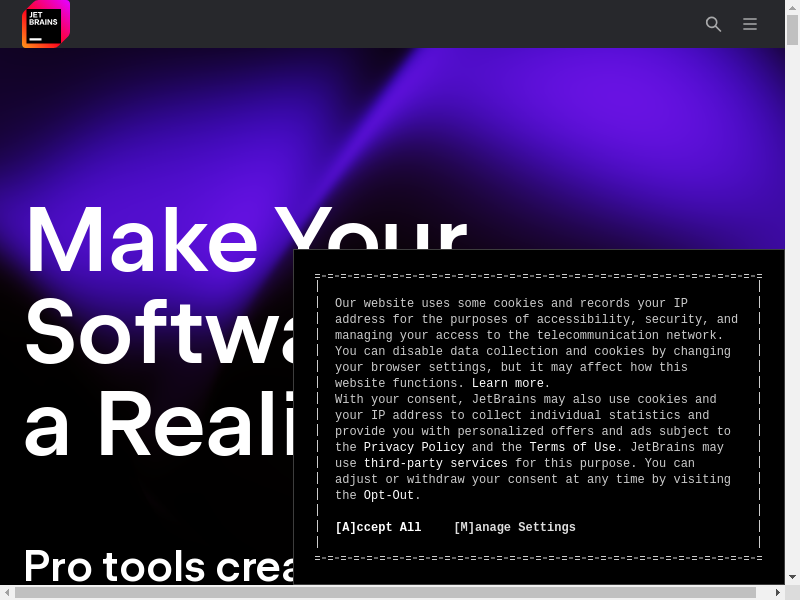 JET
BRAINS
Make Your
Softwa
a Reali
Pro tools crea
Our website uses some cookies and records your IP
address for the purposes of accessibility, security, and
managing your access to the telecommunication network.
You can disable data collection and cookies by changing
your browser settings, but it may affect how this
website functions. Learn more.
With your consent, JetBrains may also use cookies and
your IP address to collect individual statistics and
provide you with personalized offers and ads subject to
the Privacy Policy and the Terms of Use. JetBrains may
use third-party services for this purpose. You can
adjust or withdraw your consent at any time by visiting
the Opt-Out.
[A]ccept All [M]anage Settings